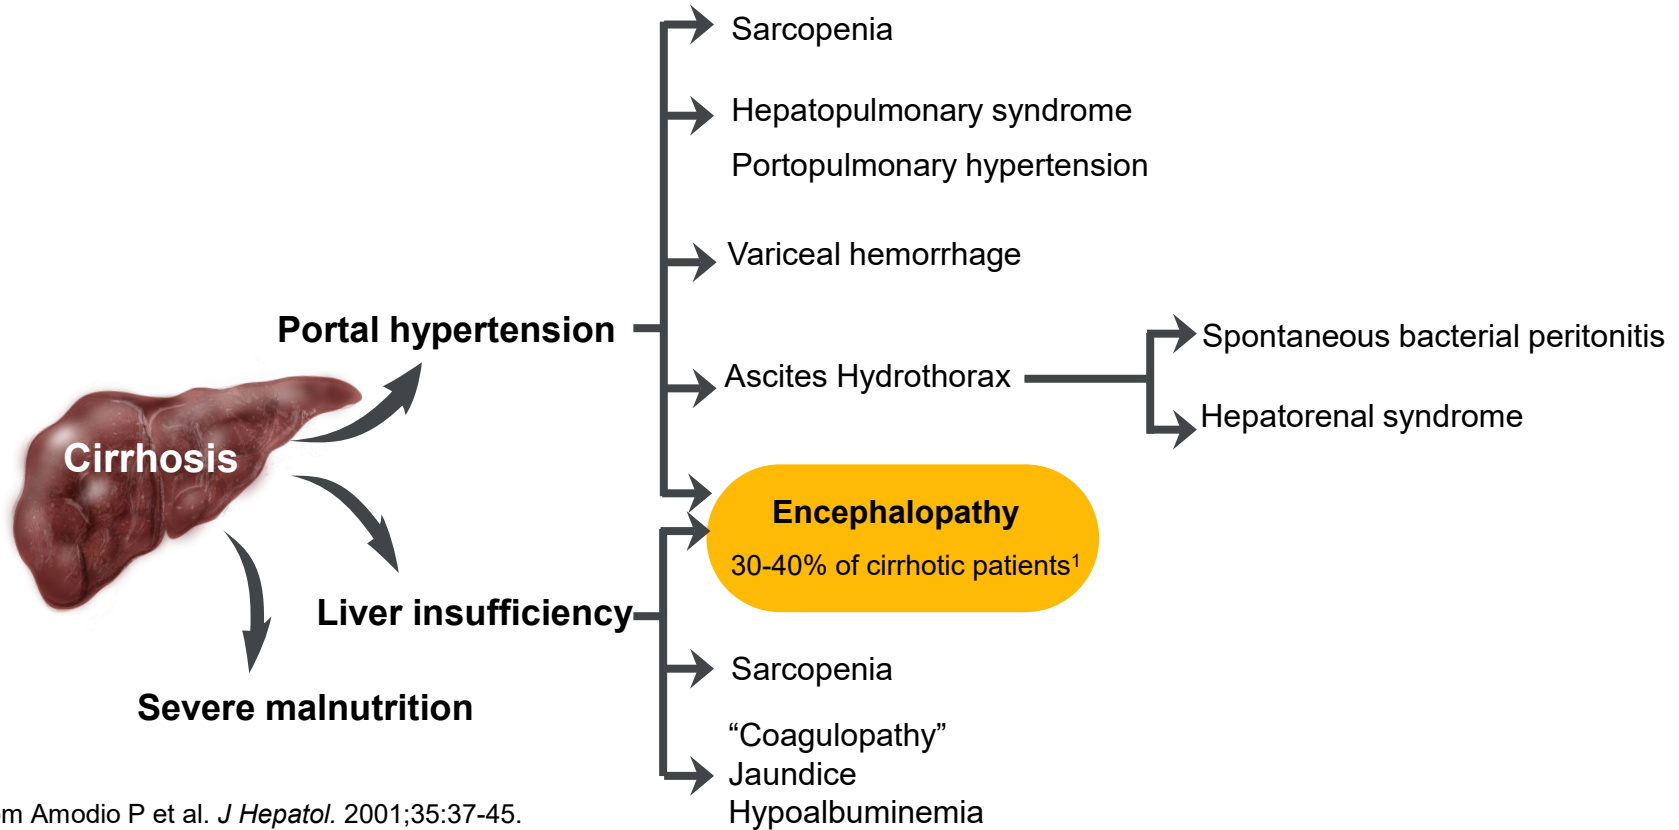 Sarcopenia
Hepatopulmonary syndrome
Portopulmonary hypertension
Variceal hemorrhage
Portal hypertension
Ascites Hydrothorax
Spontaneous bacterial peritonitis
Hepatorenal syndrome
Cirrhosis
Encephalopathy
30-40% of cirrhotic patients¹
Liver insufficiency
Sarcopenia
Severe malnutrition
“Coagulopathy”
Jaundice
Hypoalbuminemia
Amodio P et al. J Hepatol. 2001;35:37-45.